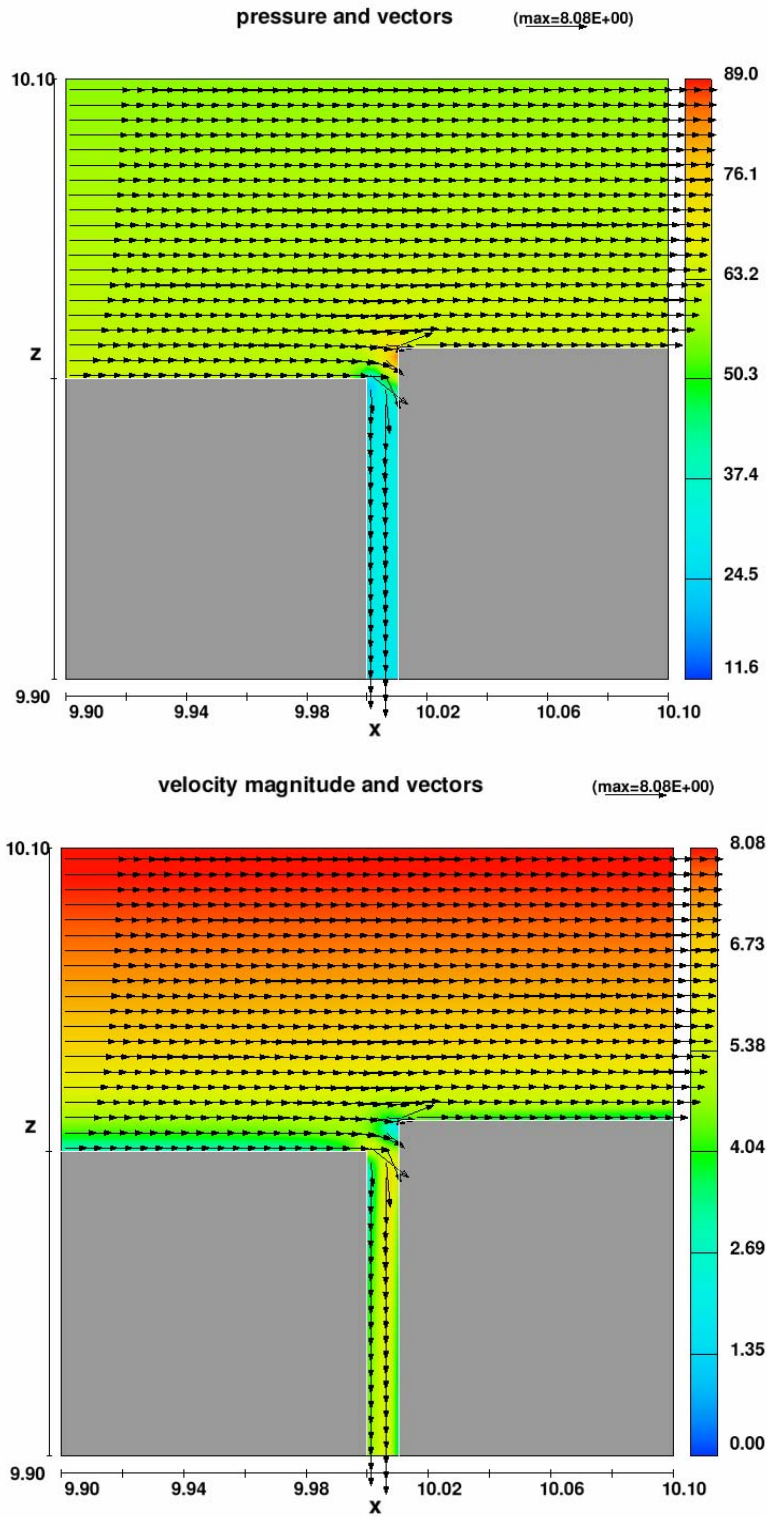 pressure and vectors (max=8.08E+00)
10.10
89.0
76.1
63.2
z
50.3
37.4
24.5
11.6
9.90
9.90 9.94 9.98 10.02 10.06 10.10
x
velocity magnitude and vectors (max=8.08E+00)
10.10
8.08
6.73
5.38
z
4.04
2.69
1.35
0.00
9.90
9.90 9.94 9.98 10.02 10.06 10.10
x